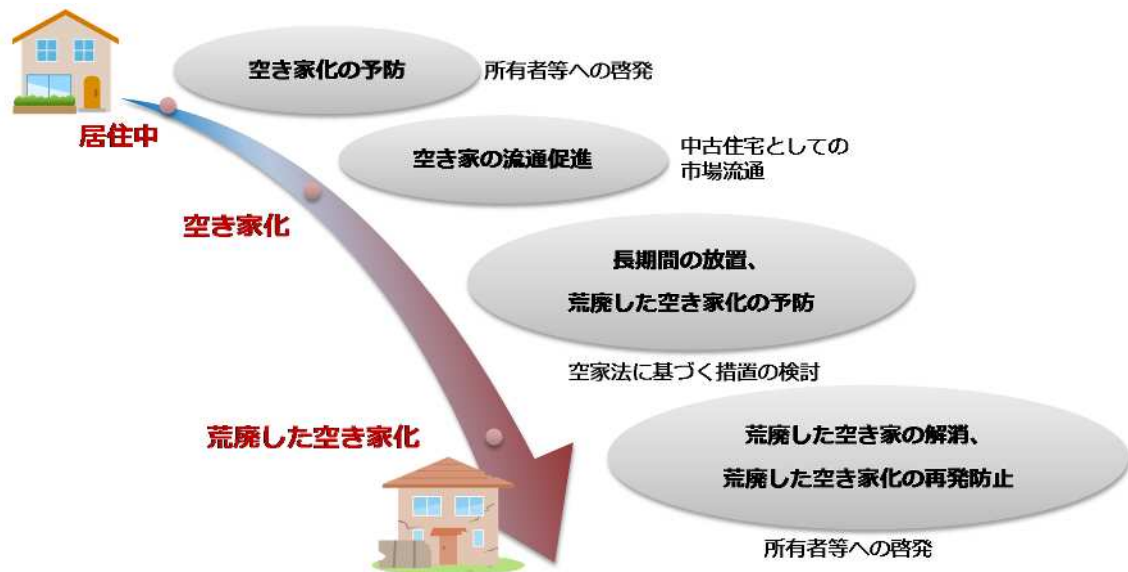 空き家化の予防
所有者等への啓発
居住中
空き家の流通促進
中古住宅としての
市場流通
空き家化
長期間の放置、
荒廃した空き家化の予防
空家法に基づく措置の検討
荒廃した空き家化
荒廃した空き家の解消、
荒廃した空き家化の再発防止
所有者等への啓発